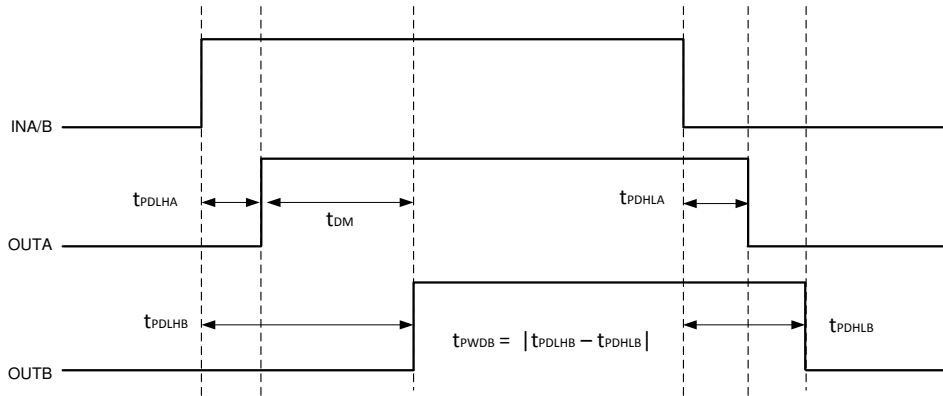 INA/B
tPDLHA
tDM
tPDHLA
OUTA
tPDLHB
tPWDB = |tPDLHB – tPDHLB|
tPDHLB
OUTB